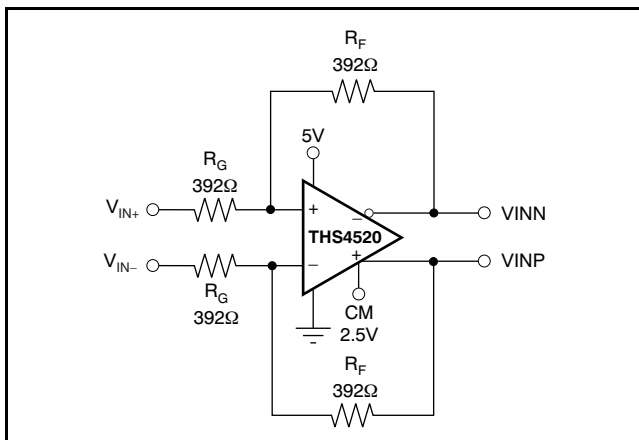 R_F
392Ω
5V
R_G
392Ω
V_IN+
+
−
VINN
THS4520
V_IN−
−
+
VINP
R_G
392Ω
CM
2.5V
R_F
392Ω